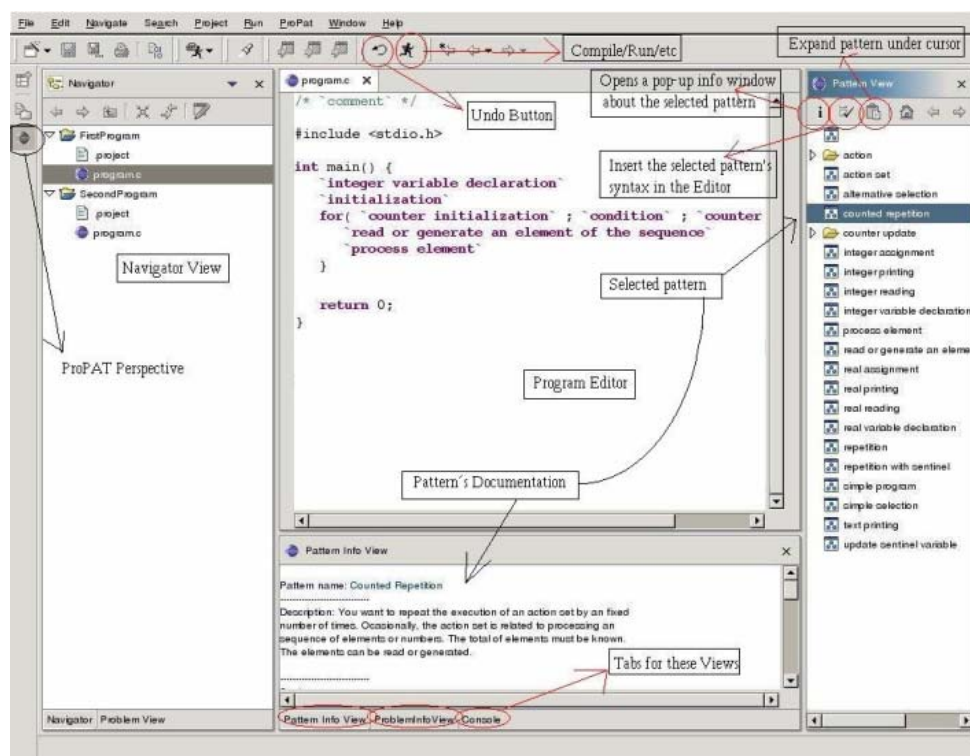 File Edit Navigate Search Project Run ProPat Window Help
Compile/Run/etc
Expand pattern under cursor
Navigator
program.c
Opens a pop-up info window
about the selected pattern
Pattern View
Undo Button
/* `comment` */
#include <stdio.h>
int main() {
`integer variable declaration`
`initialization`
for( `counter initialization` ; `condition` ; `counter
`read or generate an element of the sequence`
`process element`
}
return 0;
}
Insert the selected pattern's
syntax in the Editor
Selected pattern
Program Editor
FirstProgram
.project
program.c
SecondProgram
.project
program.c
Navigator View
ProPAT Perspective
action
action set
alternative selection
counted repetition
counter update
integer assignment
integer printing
integer reading
integer variable declaration
process element
read or generate an eleme
real assignment
real printing
real reading
real variable declaration
repetition
repetition with sentinel
simple program
simple selection
text printing
update sentinel variable
Pattern´s Documentation
Pattern Info View
Pattern name: Counted Repetition
----------------------------
Description: You want to repeat the execution of an action set by an fixed
number of times. Ocasionally, the action set is related to processing an
sequence of elements or numbers. The total of elements must be known.
The elements can be read or generated.
----------------------------
Tabs for these Views
Navigator Problem View
Pattern Info View ProblemInfoView Console